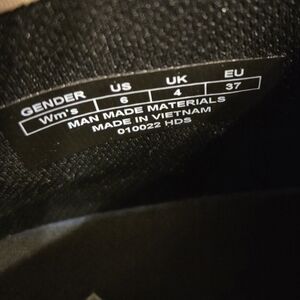 GENDER US UK EU
Wm's 6 4 37
MAN MADE MATERIALS
MADE IN VIETNAM
010022 HDS